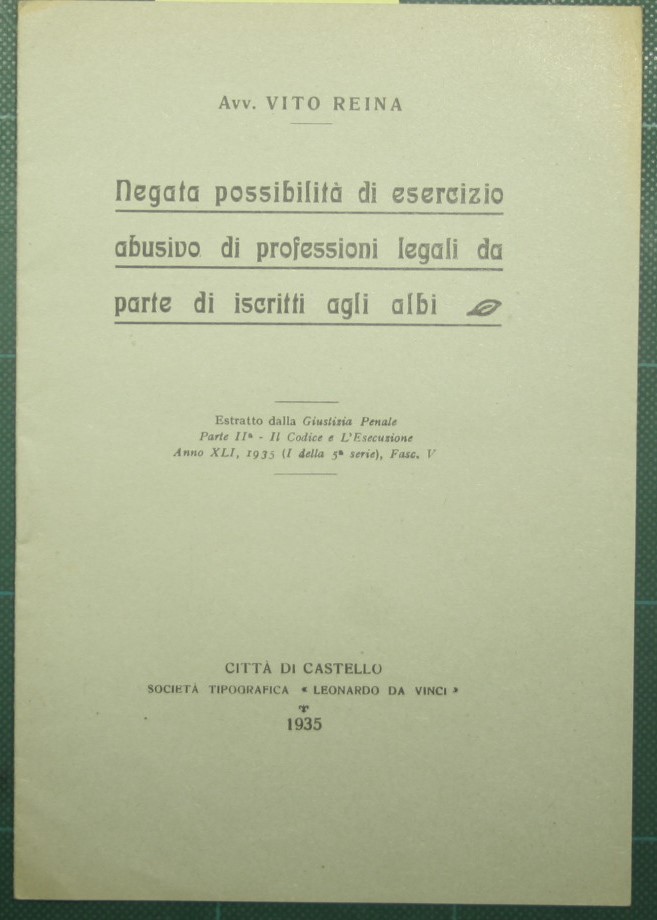 Avv. VITO REINA
Negata possibilità di esercizio
abusivo di professioni legali da
parte di iscritti agli albi
Estratto dalla Giustizia Penale
Parte IIª - Il Codice e L'Esecuzione
Anno XLI, 1935 (I della 5ª serie), Fasc. V
CITTÀ DI CASTELLO
SOCIETÀ TIPOGRAFICA « LEONARDO DA VINCI »
1935